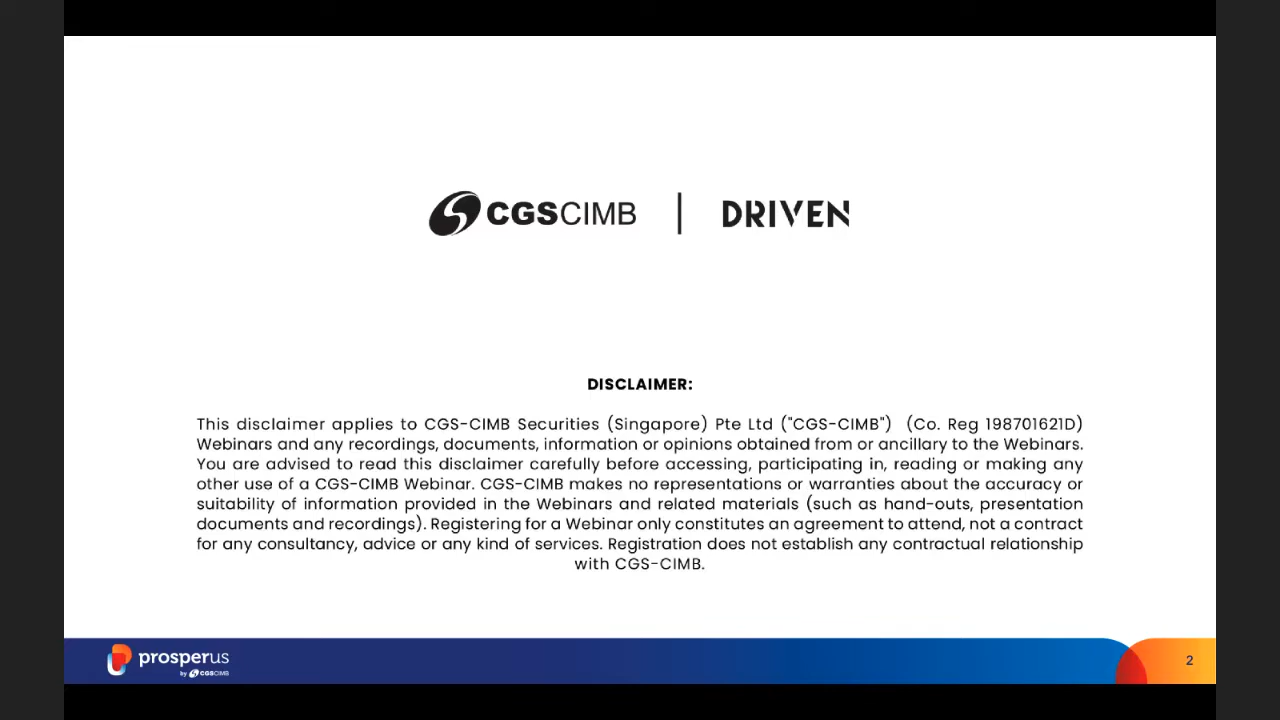 CGSCIMB | DRIVEN
DISCLAIMER:
This disclaimer applies to CGS-CIMB Securities (Singapore) Pte Ltd ("CGS-CIMB") (Co. Reg 198701621D)
Webinars and any recordings, documents, information or opinions obtained from or ancillary to the Webinars.
You are advised to read this disclaimer carefully before accessing, participating in, reading or making any
other use of a CGS-CIMB Webinar. CGS-CIMB makes no representations or warranties about the accuracy or
suitability of information provided in the Webinars and related materials (such as hand-outs, presentation
documents and recordings). Registering for a Webinar only constitutes an agreement to attend, not a contract
for any consultancy, advice or any kind of services. Registration does not establish any contractual relationship
with CGS-CIMB.
prosperus
by CGSCIMB
2